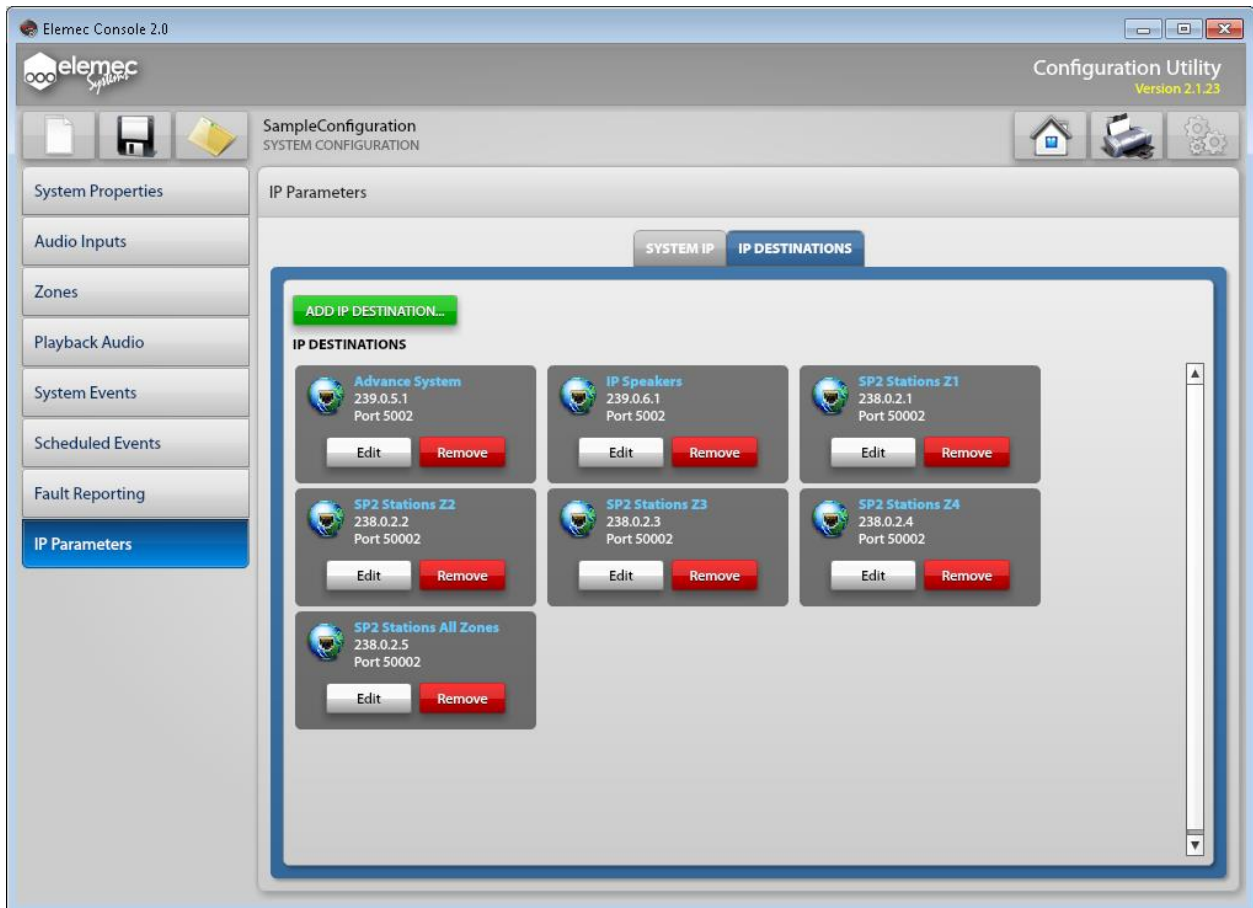 Elemec Console 2.0
elemec
Systems
Configuration Utility
Version 2.1.23
SampleConfiguration
SYSTEM CONFIGURATION
System Properties
Audio Inputs
Zones
Playback Audio
System Events
Scheduled Events
Fault Reporting
IP Parameters
IP Parameters
SYSTEM IP
IP DESTINATIONS
ADD IP DESTINATION...
IP DESTINATIONS
Advance System
239.0.5.1
Port 5002
Edit
Remove
IP Speakers
239.0.6.1
Port 5002
Edit
Remove
SP2 Stations Z1
238.0.2.1
Port 50002
Edit
Remove
SP2 Stations Z2
238.0.2.2
Port 50002
Edit
Remove
SP2 Stations Z3
238.0.2.3
Port 50002
Edit
Remove
SP2 Stations Z4
238.0.2.4
Port 50002
Edit
Remove
SP2 Stations All Zones
238.0.2.5
Port 50002
Edit
Remove